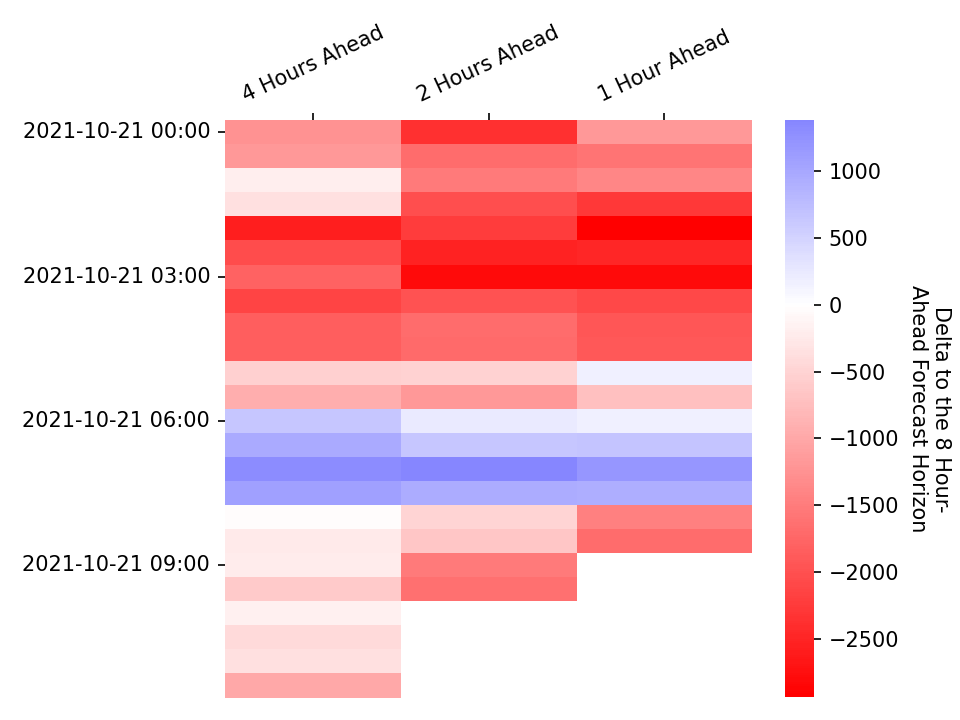 4 Hours Ahead
2 Hours Ahead
1 Hour Ahead
2021-10-21 00:00
2021-10-21 03:00
2021-10-21 06:00
2021-10-21 09:00
1000
500
0
−500
−1000
−1500
−2000
−2500
Delta to the 8 Hour-
Ahead Forecast Horizon